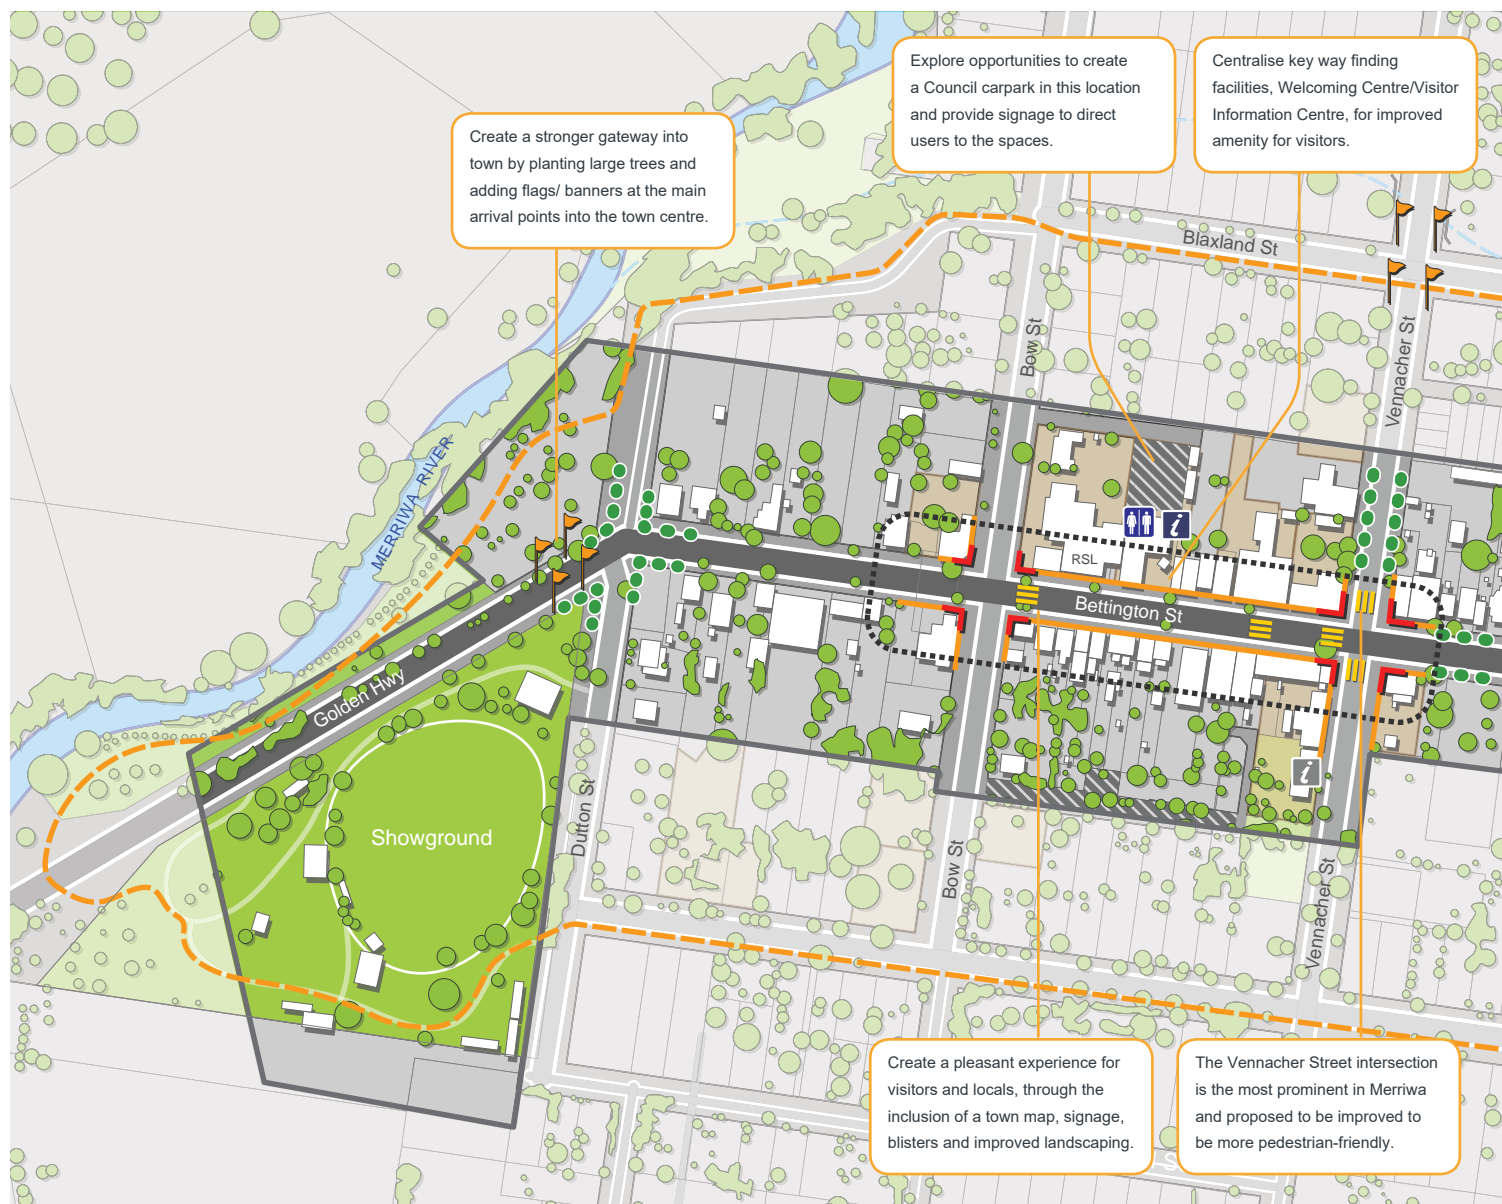 Explore opportunities to create
a Council carpark in this location
and provide signage to direct
users to the spaces.
Centralise key way finding
facilities, Welcoming Centre/Visitor
Information Centre, for improved
amenity for visitors.
Create a stronger gateway into
town by planting large trees and
adding flags/ banners at the main
arrival points into the town centre.
Blaxland St
Bow St
Vennacher St
MERRIWA RIVER
i
RSL
Bettington St
Golden Hwy
i
Showground
Dutton St
Bow St
Vennacher St
Create a pleasant experience for
visitors and locals, through the
inclusion of a town map, signage,
blisters and improved landscaping.
The Vennacher Street intersection
is the most prominent in Merriwa
and proposed to be improved to
be more pedestrian-friendly.